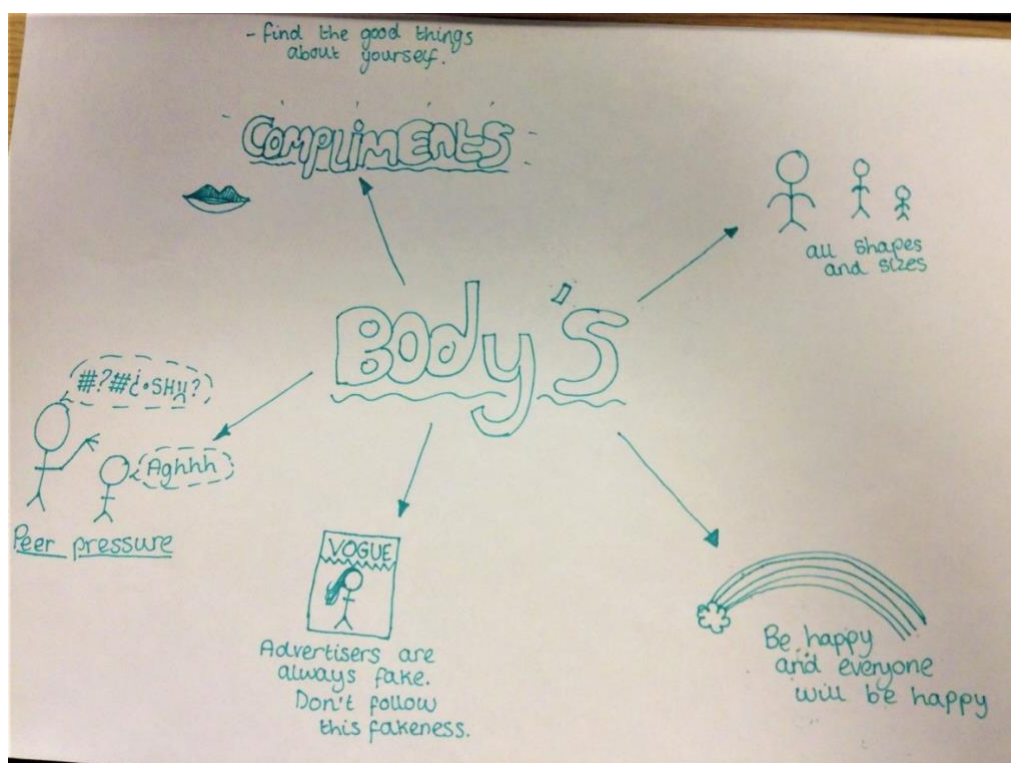 - find the good things
about yourself.
COMPLIMENTS
all shapes
and sizes
BOdy'S
#?#¿•SH!!?
Aghhh
Peer pressure
VOGUE
Advertisers are
always fake.
Don't follow
this fakeness.
Be happy
and everyone
will be happy